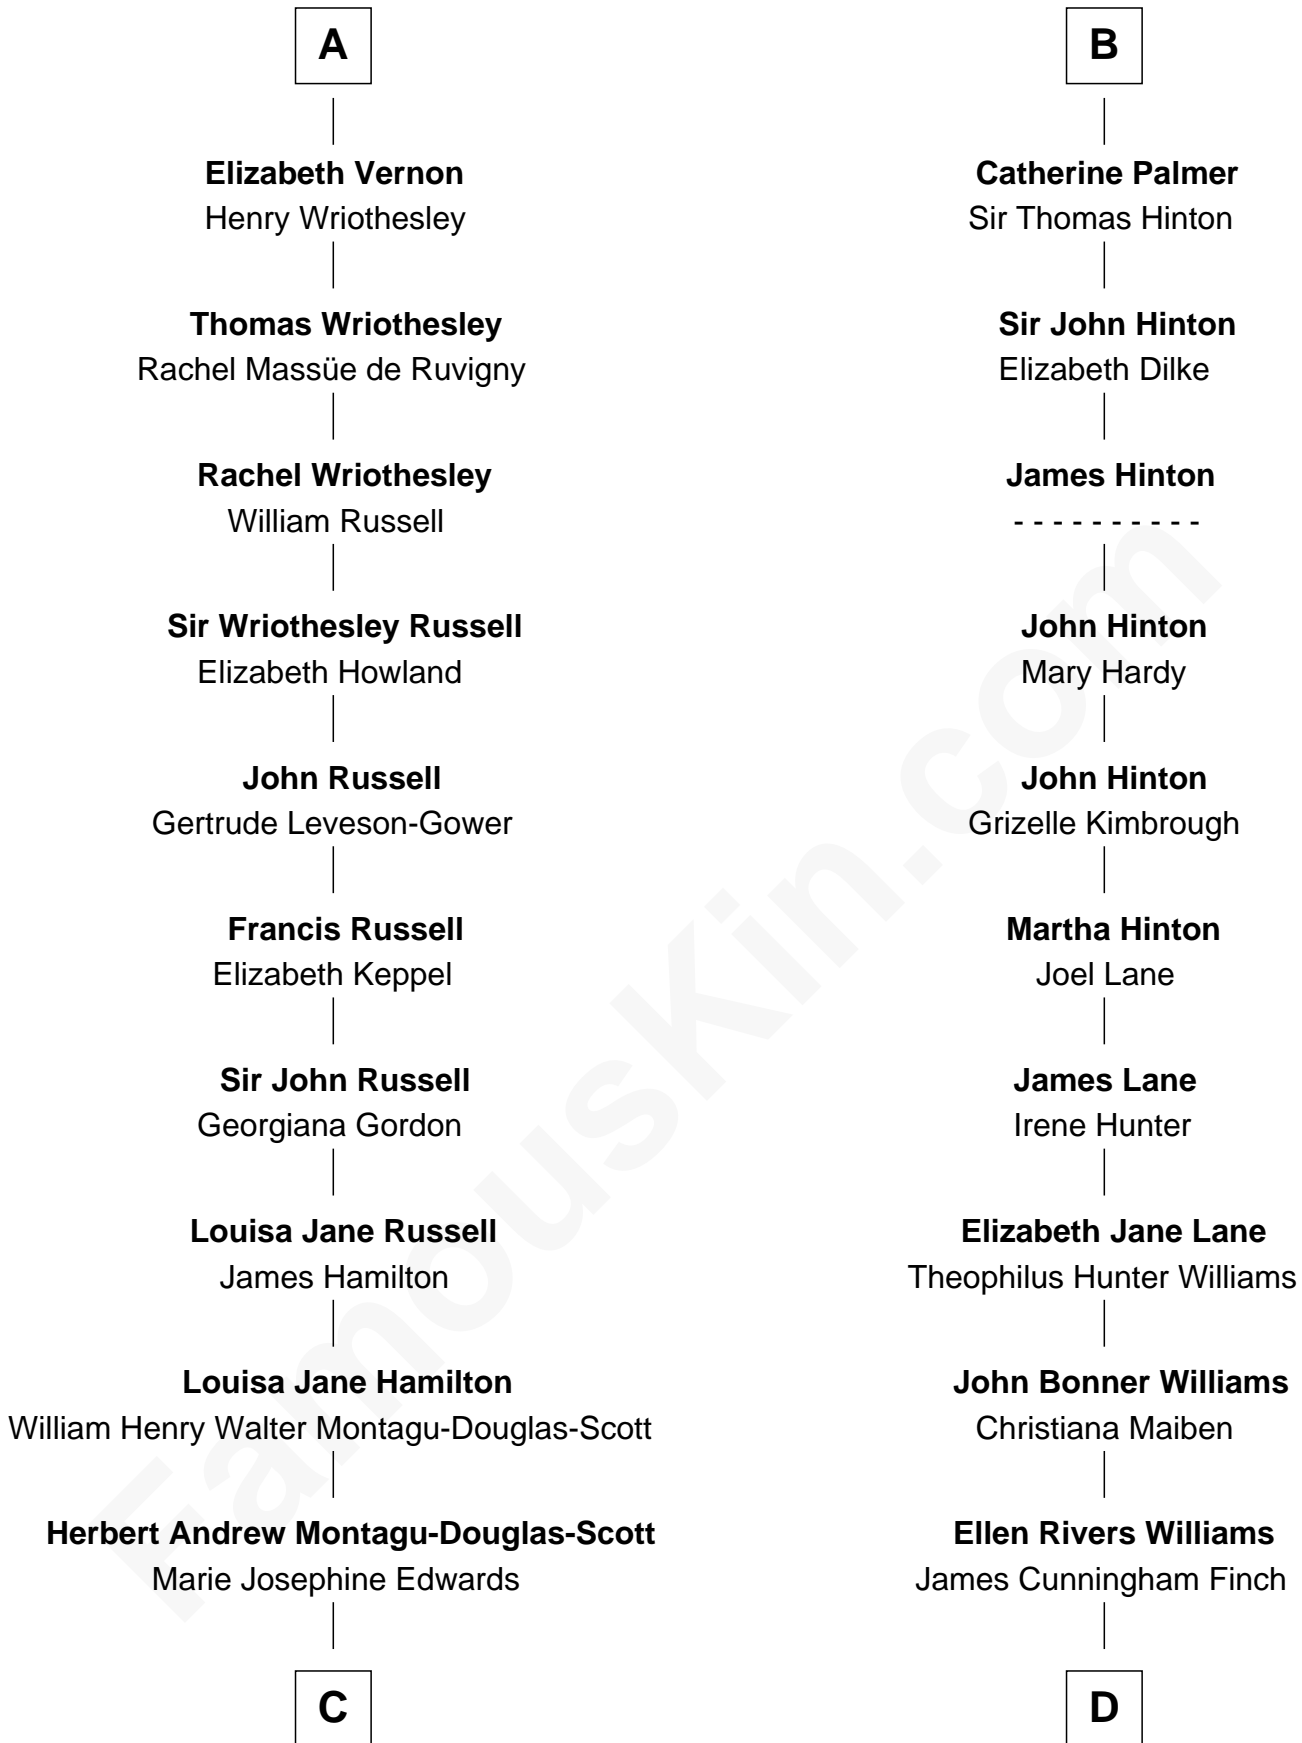 A
Elizabeth Vernon
Henry Wriothesley
Thomas Wriothesley
Rachel Massüe de Ruvigny
Rachel Wriothesley
William Russell
Sir Wriothesley Russell
Elizabeth Howland
John Russell
Gertrude Leveson-Gower
Francis Russell
Elizabeth Keppel
Sir John Russell
Georgiana Gordon
Louisa Jane Russell
James Hamilton
Louisa Jane Hamilton
William Henry Walter Montagu-Douglas-Scott
Herbert Andrew Montagu-Douglas-Scott
Marie Josephine Edwards
C
B
Catherine Palmer
Sir Thomas Hinton
Sir John Hinton
Elizabeth Dilke
James Hinton
- - - - - - - - - -
John Hinton
Mary Hardy
John Hinton
Grizelle Kimbrough
Martha Hinton
Joel Lane
James Lane
Irene Hunter
Elizabeth Jane Lane
Theophilus Hunter Williams
John Bonner Williams
Christiana Maiben
Ellen Rivers Williams
James Cunningham Finch
D
FamousKin.com